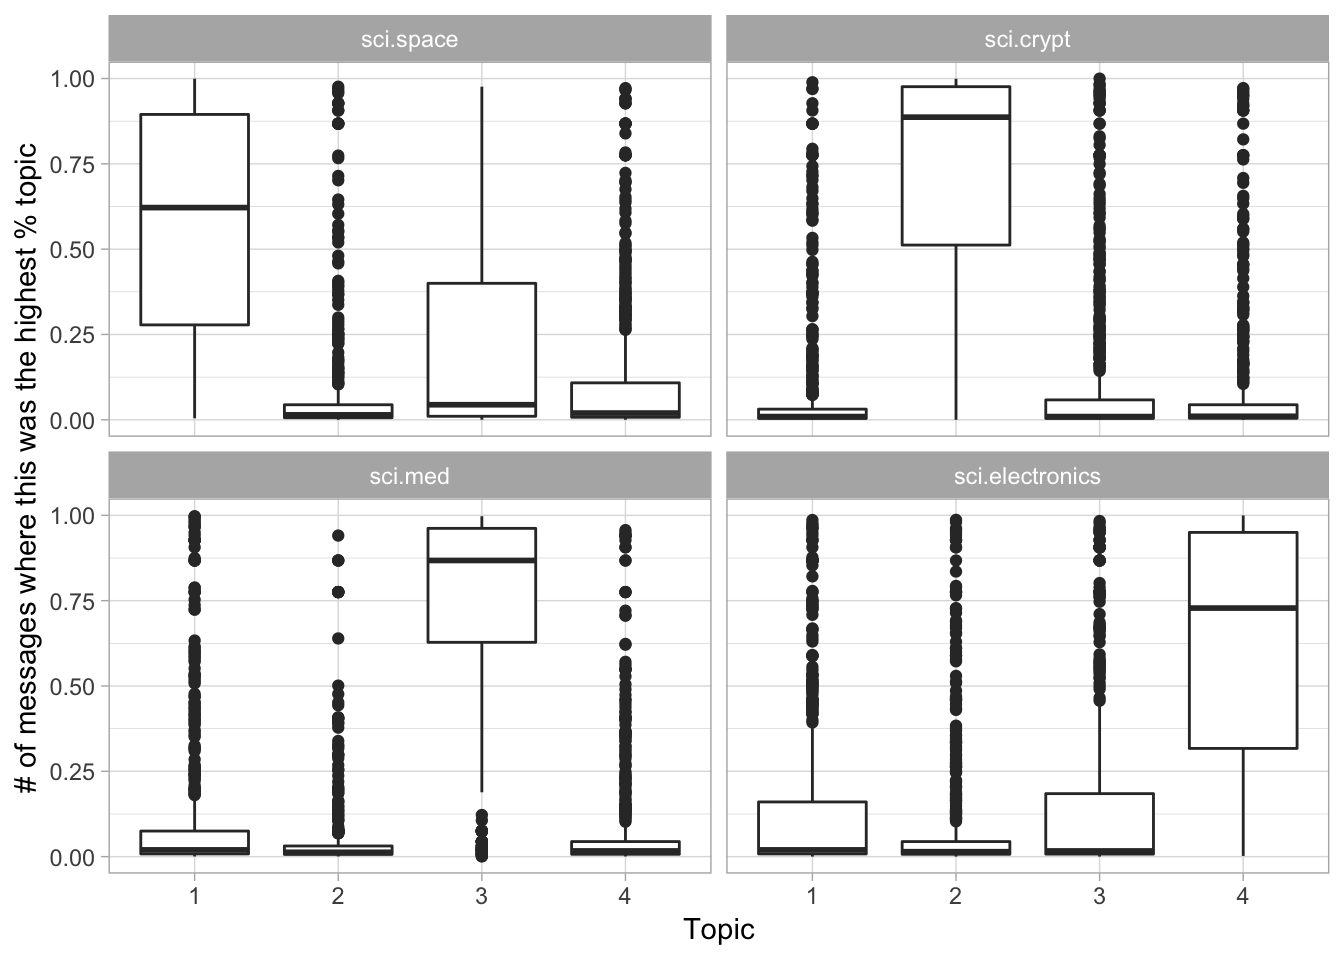 sci.space
sci.crypt
1.00
0.75
0.50
0.25
0.00
sci.med
sci.electronics
1.00
0.75
0.50
0.25
0.00
1 2 3 4
1 2 3 4
Topic
# of messages where this was the highest % topic